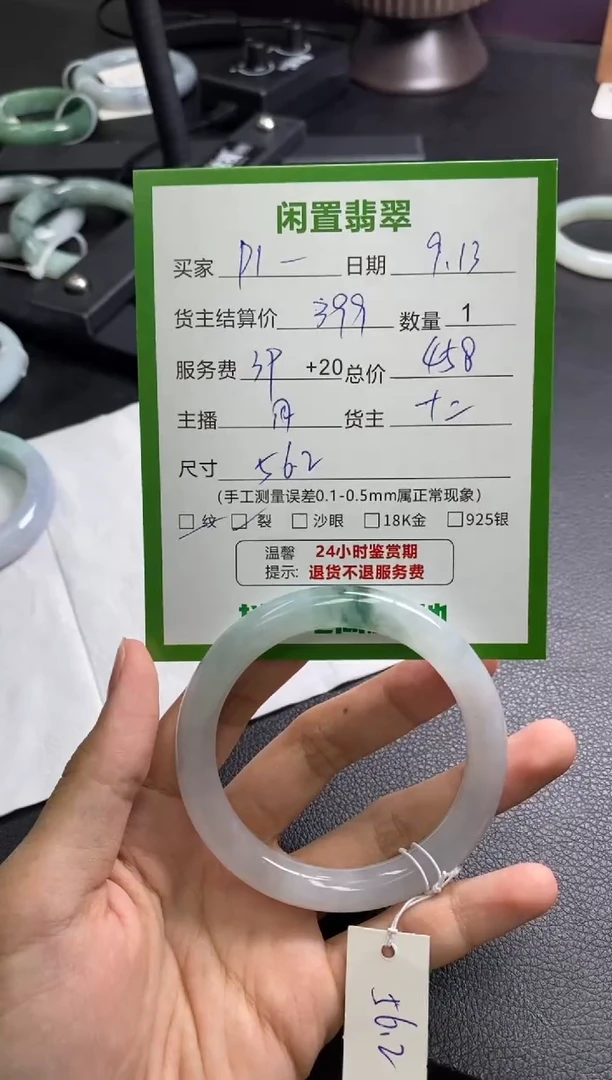 闲置翡翠
买家 日期 9.13
货主结算价 399 数量 1
服务费 39 +20 总价 458
主播 丹 货主 十二
尺寸 56.2
(手工测量误差0.1-0.5mm属正常现象)
纹 裂 沙眼 18K金 925银
温馨 24小时鉴赏期
提示: 退货不退服务费
56.2